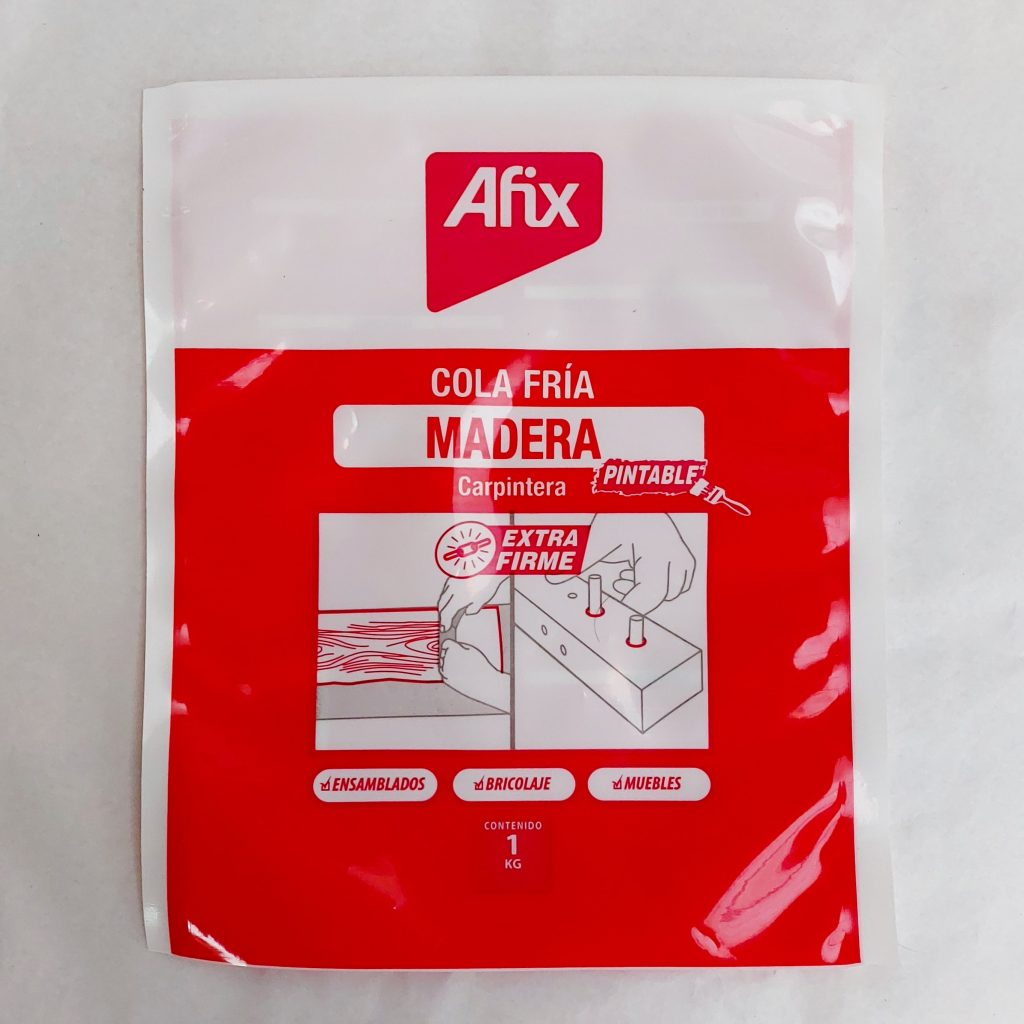 Afix
COLA FRÍA
MADERA
Carpintera
PINTABLE
EXTRA
FIRME
ENSAMBLADOS
BRICOLAJE
MUEBLES
CONTENIDO
1
KG